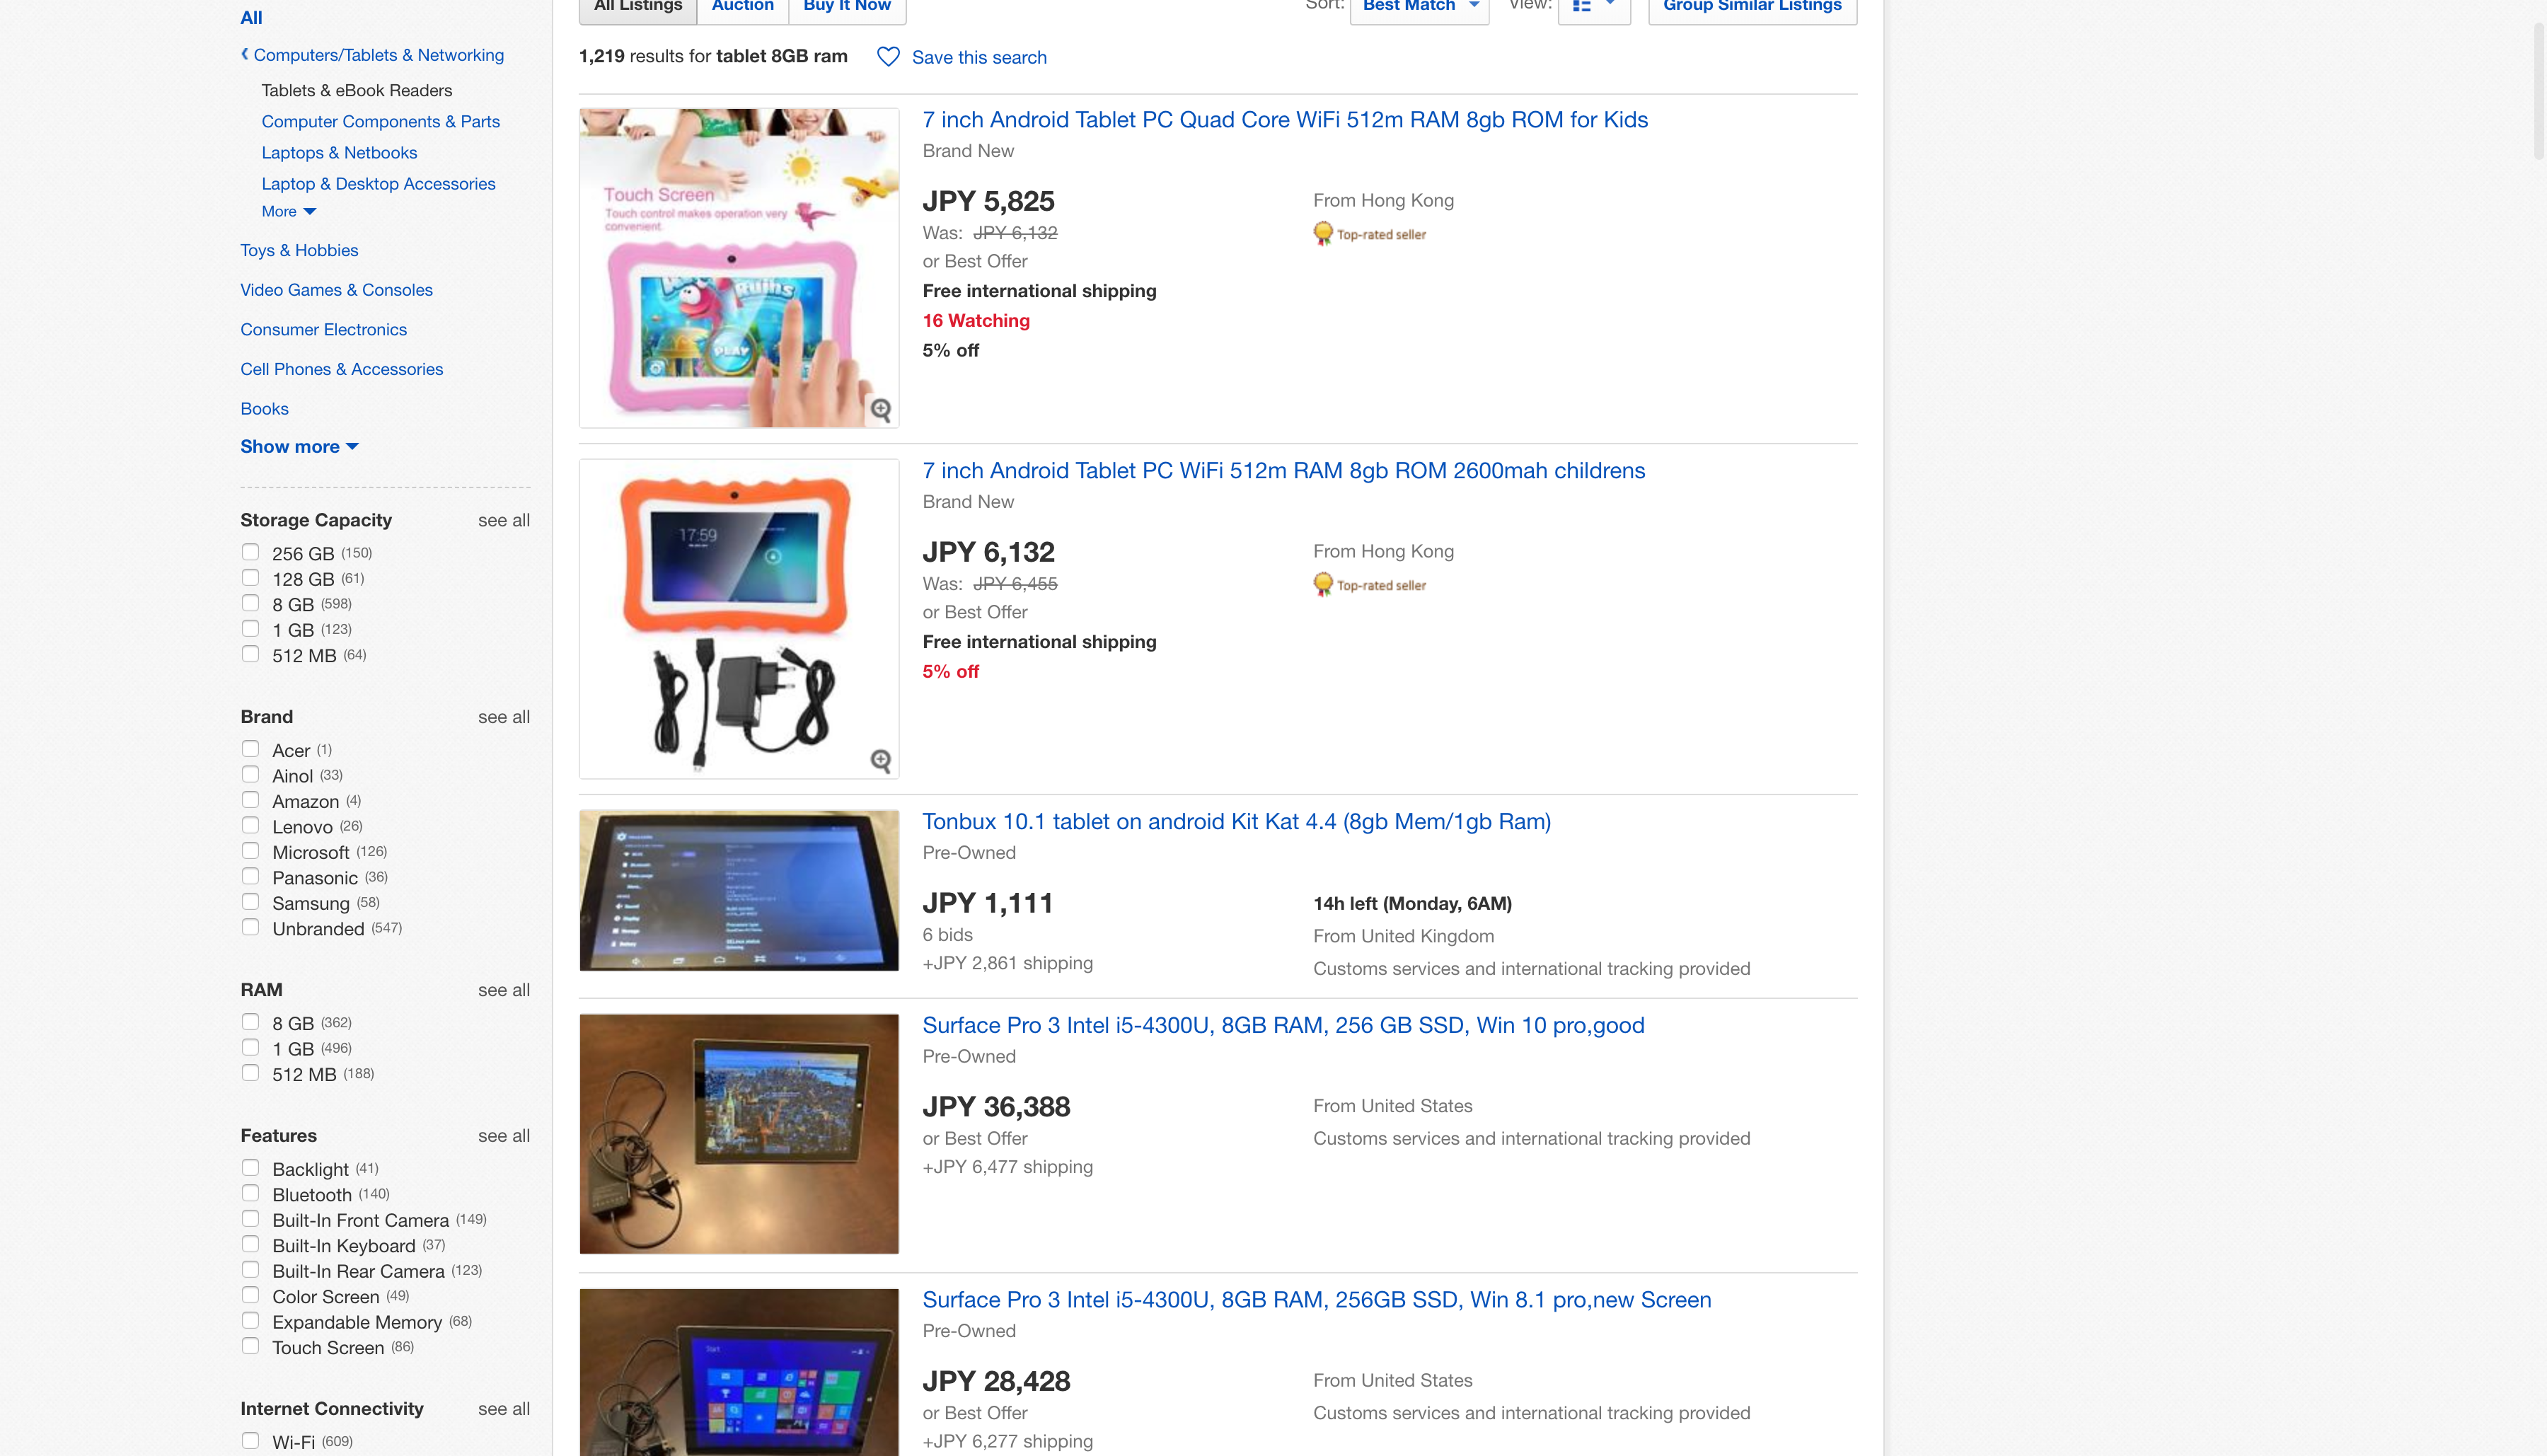 All
Computers/Tablets & Networking
Tablets & eBook Readers
Computer Components & Parts
Laptops & Netbooks
Laptop & Desktop Accessories
More
Toys & Hobbies
Video Games & Consoles
Consumer Electronics
Cell Phones & Accessories
Books
Show more
Storage Capacity see all
256 GB (150)
128 GB (61)
8 GB (598)
1 GB (123)
512 MB (64)
Brand see all
Acer (1)
Ainol (33)
Amazon (4)
Lenovo (26)
Microsoft (126)
Panasonic (36)
Samsung (58)
Unbranded (547)
RAM see all
8 GB (362)
1 GB (496)
512 MB (188)
Features see all
Backlight (41)
Bluetooth (140)
Built-In Front Camera (149)
Built-In Keyboard (37)
Built-In Rear Camera (123)
Color Screen (49)
Expandable Memory (68)
Touch Screen (86)
Internet Connectivity see all
Wi-Fi (609)
All Listings Auction Buy It Now Sort: Best Match View: Group Similar Listings
1,219 results for tablet 8GB ram Save this search
Touch Screen
Touch control makes operation very
convenient.
Ruins
PLAY
7 inch Android Tablet PC Quad Core WiFi 512m RAM 8gb ROM for Kids
Brand New
JPY 5,825 From Hong Kong
Was: JPY 6,132 Top-rated seller
or Best Offer
Free international shipping
16 Watching
5% off
17:59
7 inch Android Tablet PC WiFi 512m RAM 8gb ROM 2600mah childrens
Brand New
JPY 6,132 From Hong Kong
Was: JPY 6,455 Top-rated seller
or Best Offer
Free international shipping
5% off
Tonbux 10.1 tablet on android Kit Kat 4.4 (8gb Mem/1gb Ram)
Pre-Owned
JPY 1,111 14h left (Monday, 6AM)
6 bids From United Kingdom
+JPY 2,861 shipping Customs services and international tracking provided
Surface Pro 3 Intel i5-4300U, 8GB RAM, 256 GB SSD, Win 10 pro,good
Pre-Owned
JPY 36,388 From United States
or Best Offer Customs services and international tracking provided
+JPY 6,477 shipping
Start
Surface Pro 3 Intel i5-4300U, 8GB RAM, 256GB SSD, Win 8.1 pro,new Screen
Pre-Owned
JPY 28,428 From United States
or Best Offer Customs services and international tracking provided
+JPY 6,277 shipping